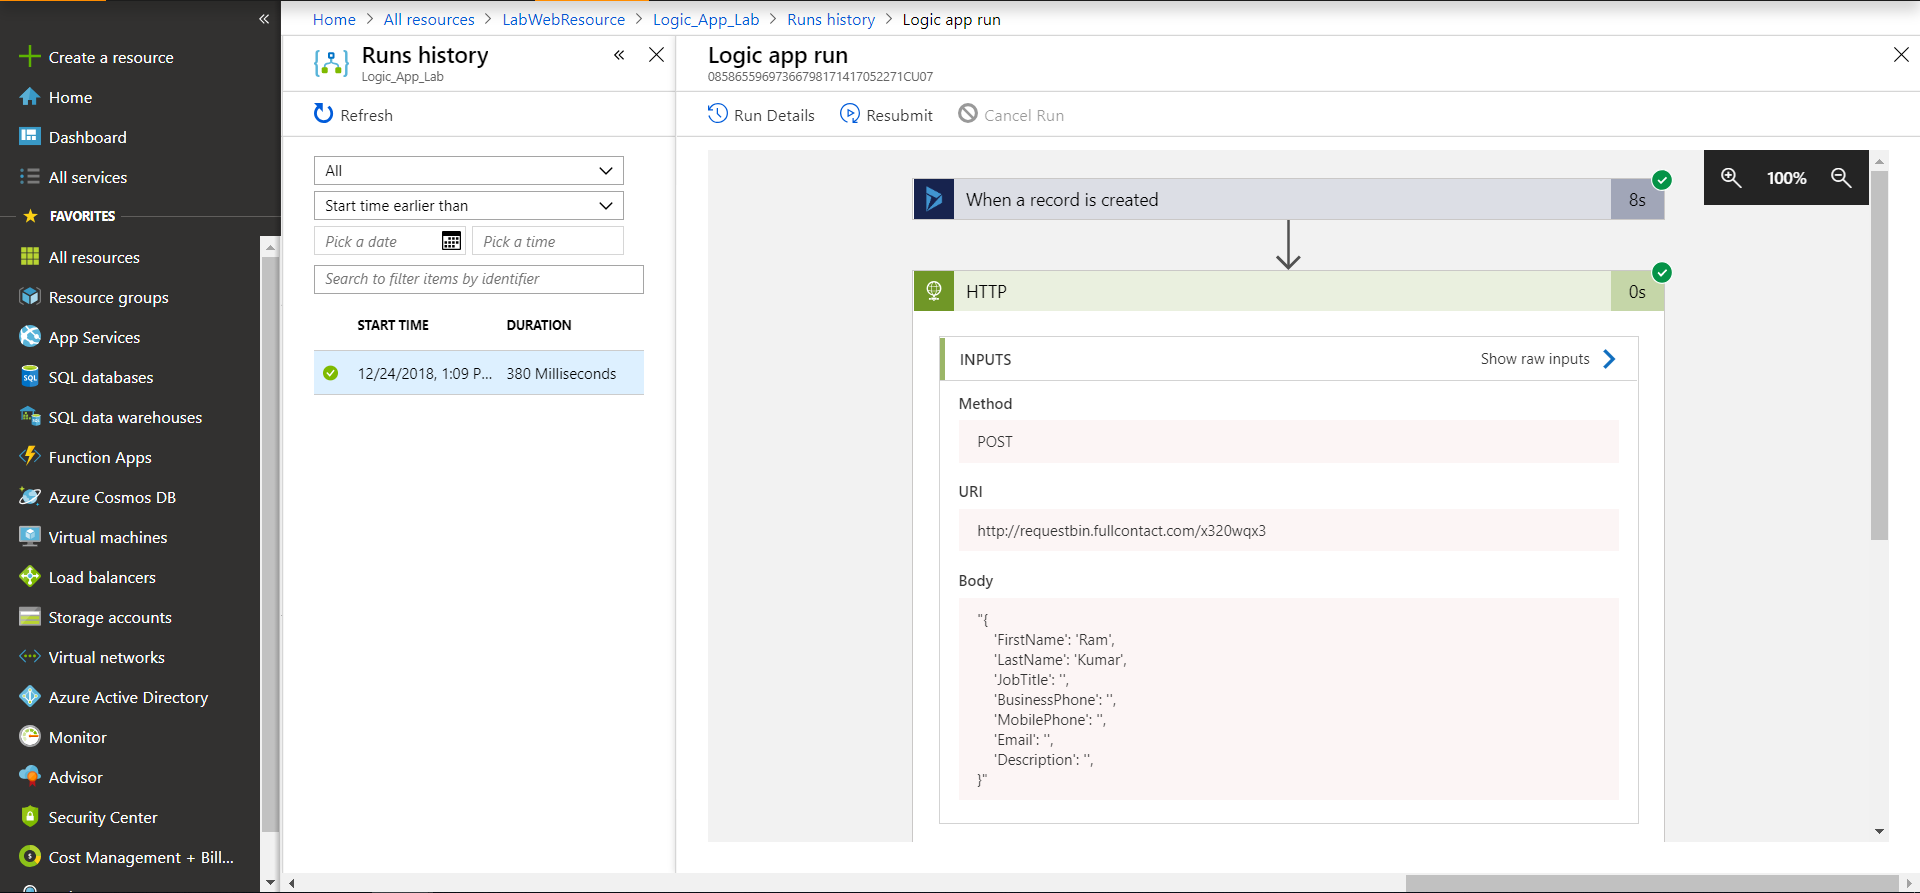 Home > All resources > LabWebResource > Logic_App_Lab > Runs history > Logic app run
Create a resource
Home
Dashboard
All services
FAVORITES
All resources
Resource groups
App Services
SQL databases
SQL data warehouses
Function Apps
Azure Cosmos DB
Virtual machines
Load balancers
Storage accounts
Virtual networks
Azure Active Directory
Monitor
Advisor
Security Center
Cost Management + Bill...
Runs history
Logic_App_Lab
Refresh
All
Start time earlier than
Pick a date
Pick a time
Search to filter items by identifier
START TIME DURATION
12/24/2018, 1:09 P... 380 Milliseconds
Logic app run
08586559697366798171417052271CU07
Run Details Resubmit Cancel Run
100%
When a record is created 8s
HTTP 0s
INPUTS Show raw inputs
Method
POST
URI
http://requestbin.fullcontact.com/x320wqx3
Body
"{
'FirstName': 'Ram',
'LastName': 'Kumar',
'JobTitle': '',
'BusinessPhone': '',
'MobilePhone': '',
'Email': '',
'Description': '',
}"